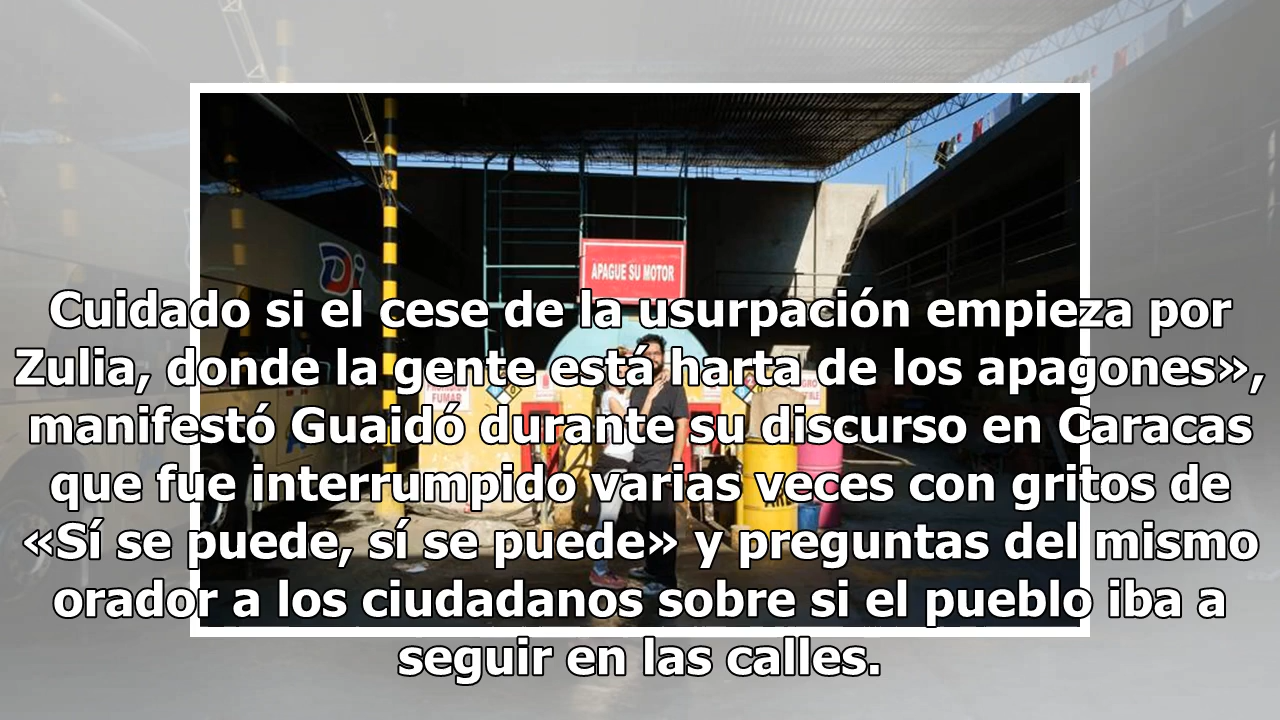 Di
APAGUE SU MOTOR
Cuidado si el cese de la usurpación empieza por
Zulia, donde la gente está harta de los apagones»,
FUMAR
manifestó Guaidó durante su discurso en Caracas
que fue interrumpido varias veces con gritos de
«Sí se puede, sí se puede» y preguntas del mismo
orador a los ciudadanos sobre si el pueblo iba a
seguir en las calles.